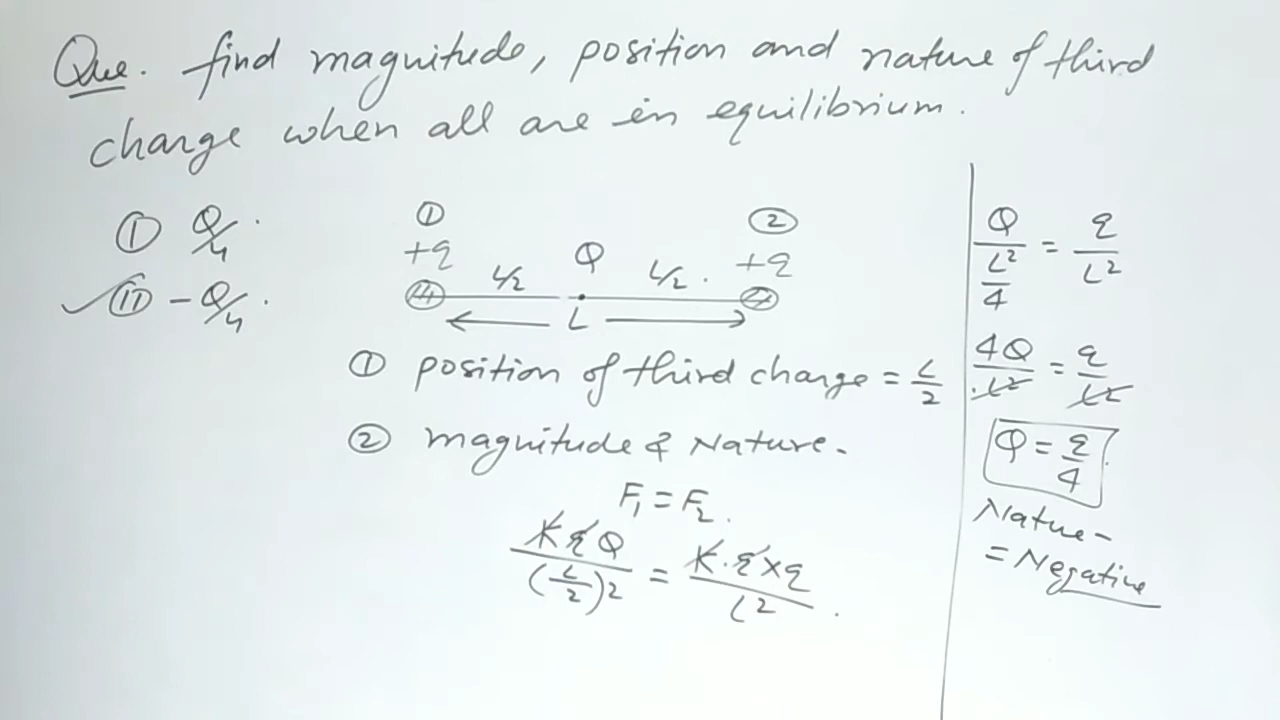 Que. find magnitude, position and nature of third
charge when all are in equilibrium.
① Q/4.
✓ ⑪ -Q/4.
① ②
+q Q +q
L/2 L/2.
L
① position of third charge = L/2
② magnitude & Nature.
F₁ = F₂.
KqQ/(L/2)² = K.q×q/L².
Q/(L²/4) = q/L²
4Q/.L² = q/L²
Q = q/4.
Nature-
= Negative